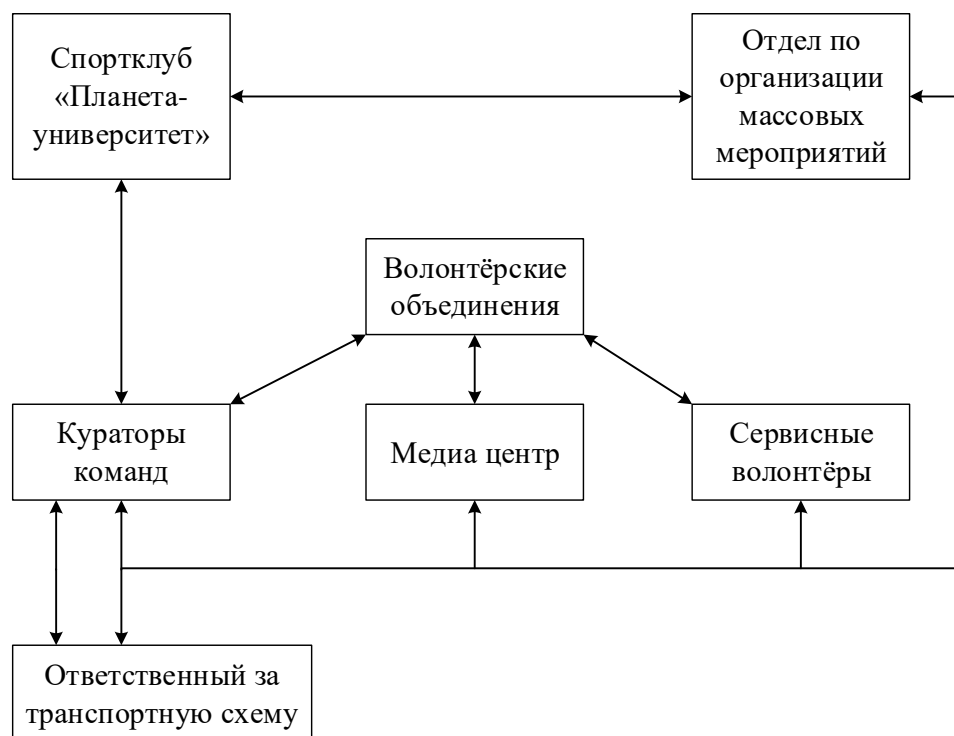 Спортклуб
«Планета-
университет»
Отдел по
организации
массовых
мероприятий
Волонтёрские
объединения
Кураторы
команд
Медиа центр
Сервисные
волонтёры
Ответственный за
транспортную схему